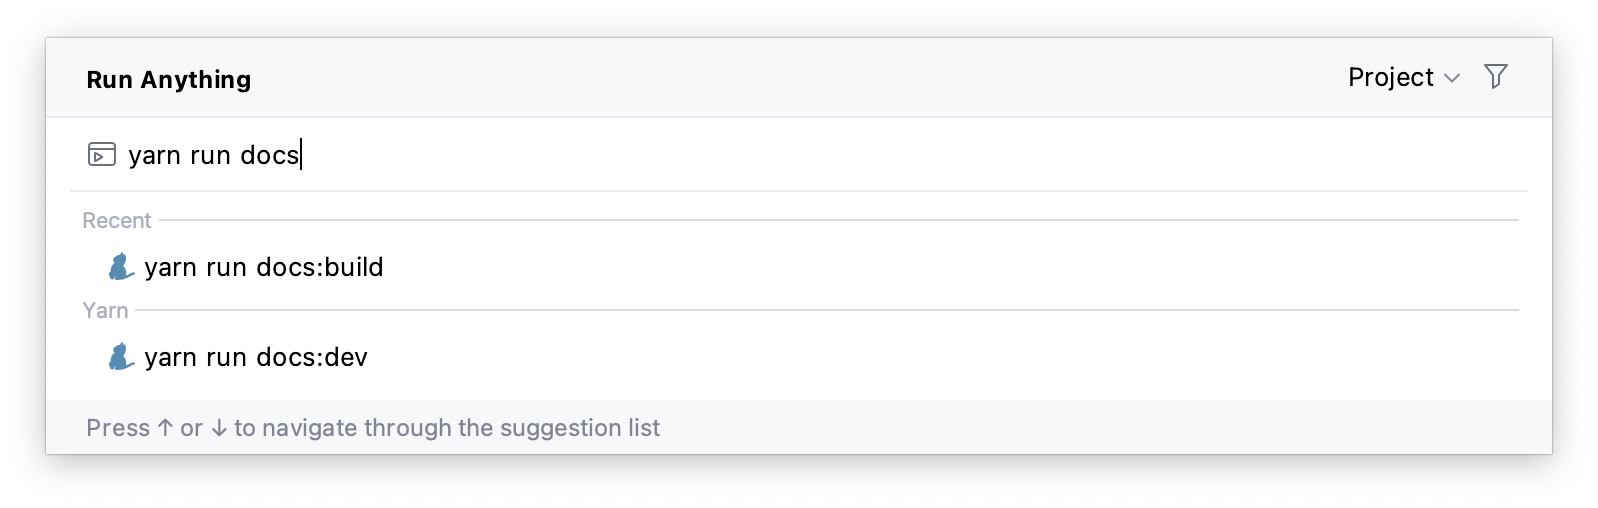 Run Anything
Project
yarn run docs
Recent
yarn run docs:build
Yarn
yarn run docs:dev
Press ↑ or ↓ to navigate through the suggestion list